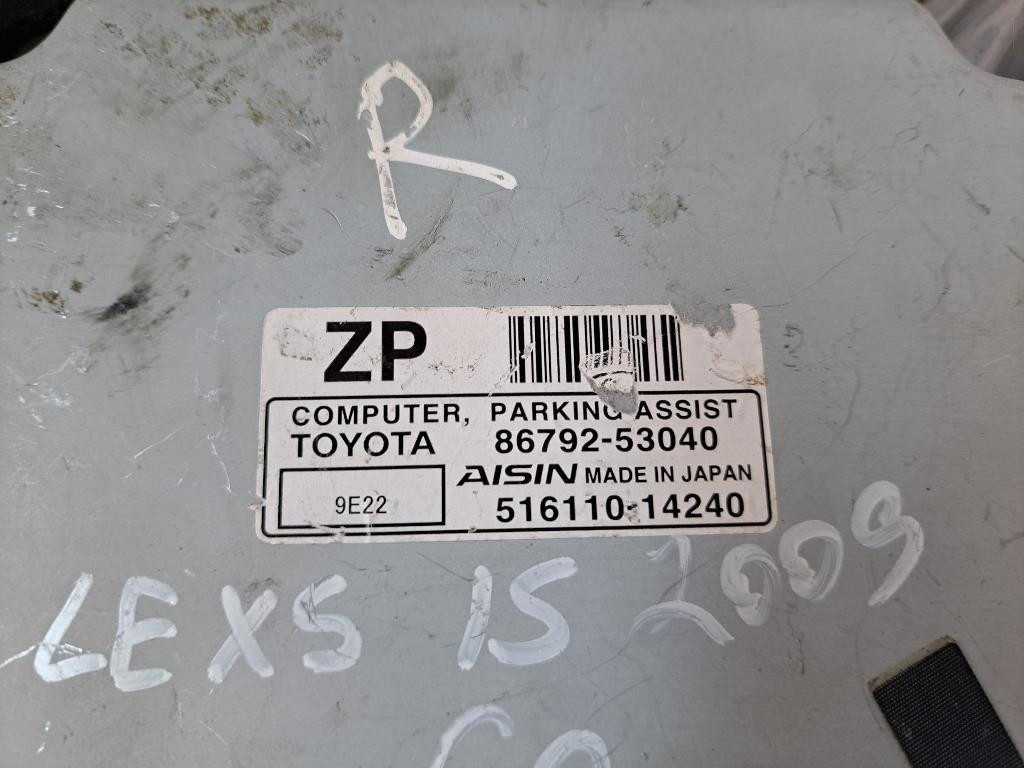 R
ZP
COMPUTER, PARKING ASSIST
TOYOTA 86792-53040
AISIN MADE IN JAPAN
9E22
516110-14240
LEXS IS 2009